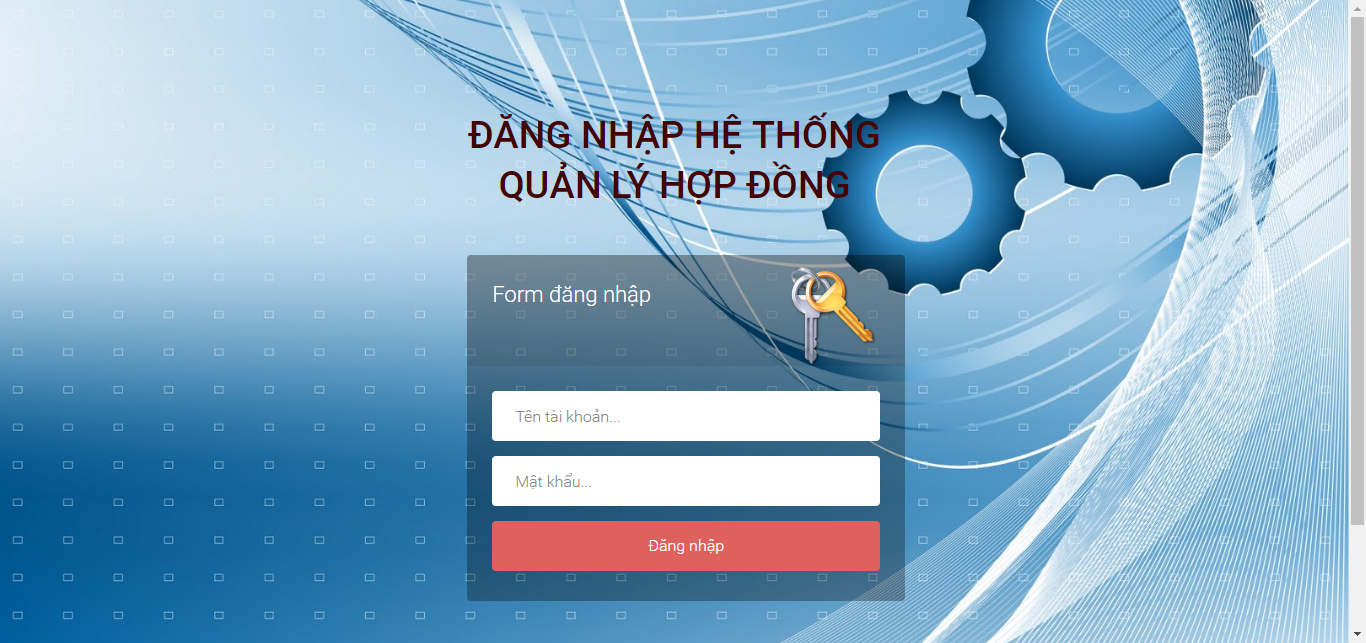 ĐĂNG NHẬP HỆ THỐNG
QUẢN LÝ HỢP ĐỒNG
Form đăng nhập
Tên tài khoản...
Mật khẩu...
Đăng nhập